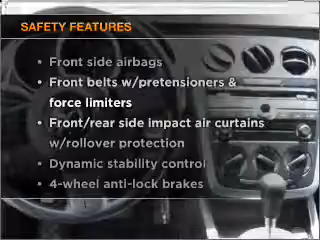 SAFETY FEATURES
• Front side airbags
• Front belts w/pretensioners &
force limiters
• Front/rear side impact air curtains
w/rollover protection
• Dynamic stability control
• 4-wheel anti-lock brakes